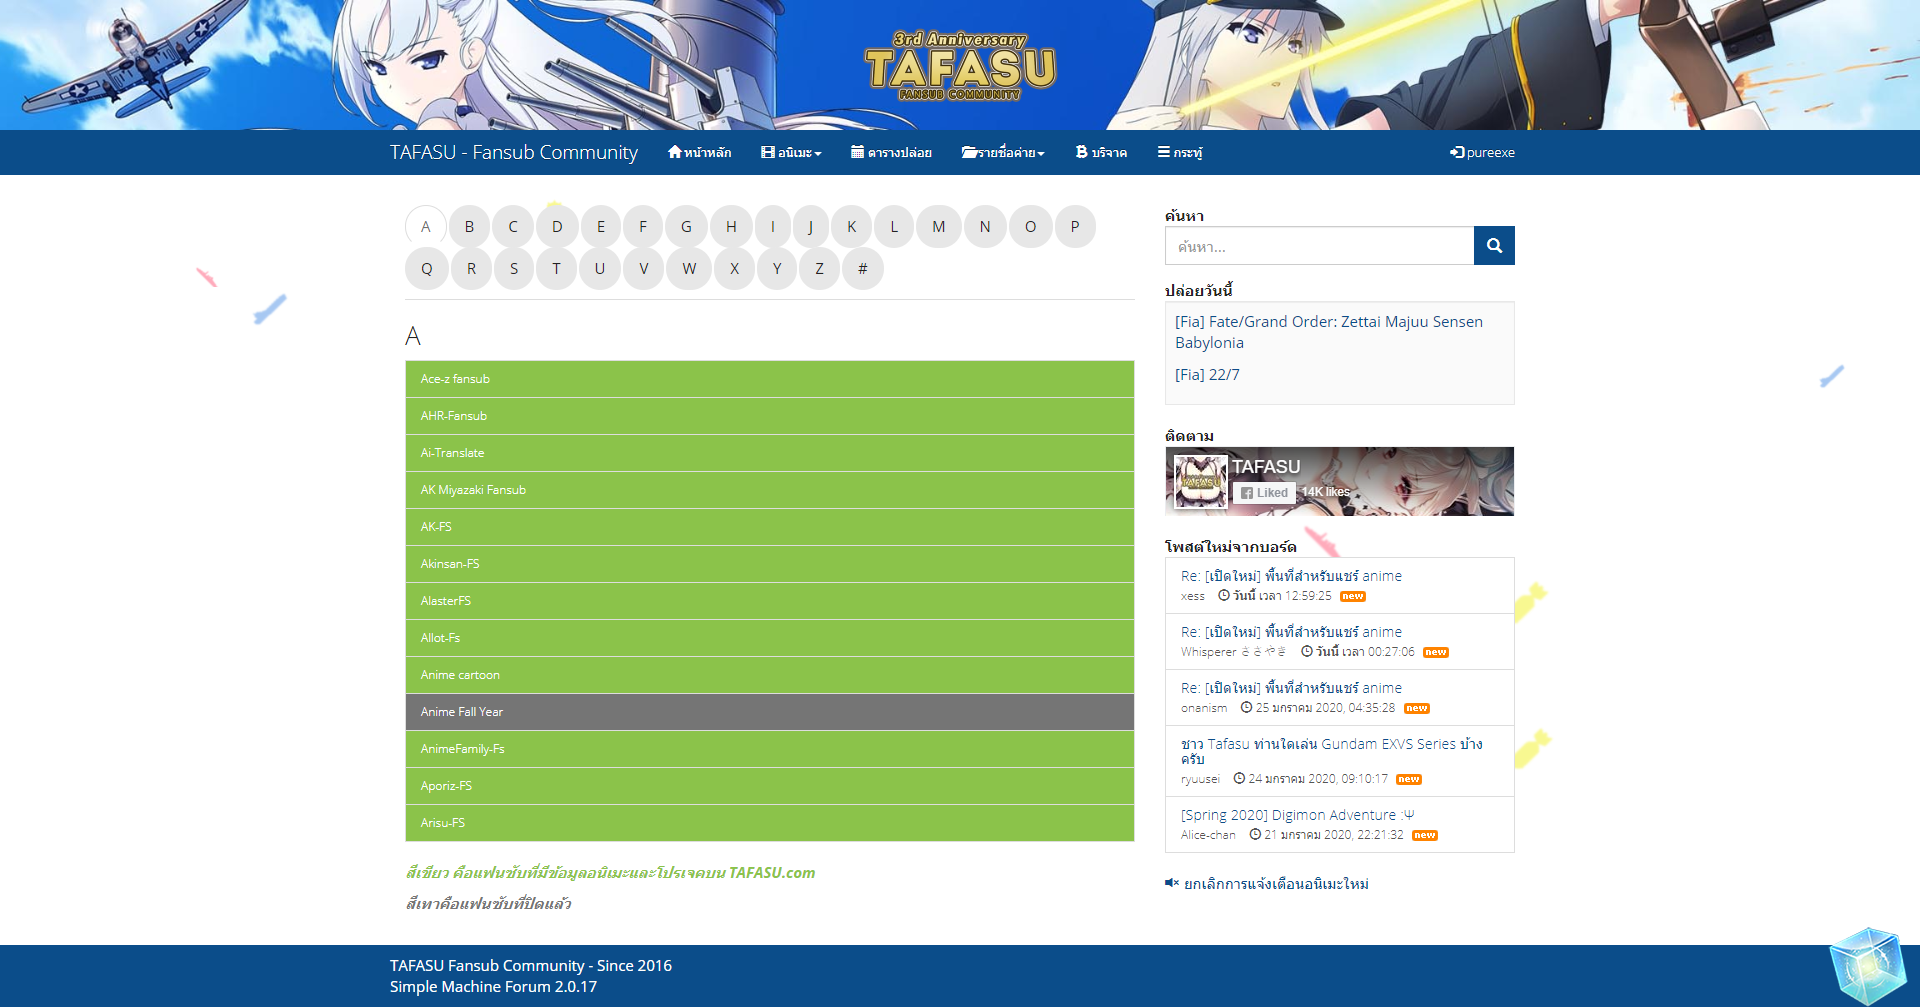 3rd Anniversary
TAFASU
FANSUB COMMUNITY
TAFASU - Fansub Community
หน้าหลัก
อนิเมะ
ตารางปล่อย
รายชื่อค่าย
บริจาค
กระทู้
pureexe
A B C D E F G H I J K L M N O P
Q R S T U V W X Y Z #
A
Ace-z fansub
AHR-Fansub
Ai-Translate
AK Miyazaki Fansub
AK-FS
Akinsan-FS
AlasterFS
Allot-Fs
Anime cartoon
Anime Fall Year
AnimeFamily-Fs
Aporiz-FS
Arisu-FS
สีเขียว คือแฟนซับที่มีข้อมูลอนิเมะและโปรเจคบน TAFASU.com
สีเทาคือแฟนซับที่ปิดแล้ว
ค้นหา
ค้นหา...
ปล่อยวันนี้
[Fia] Fate/Grand Order: Zettai Majuu Sensen
Babylonia
[Fia] 22/7
ติดตาม
TAFASU
TAFASU
Liked 14K likes
โพสต์ใหม่จากบอร์ด
Re: [เปิดใหม่] พื้นที่สำหรับแชร์ anime
xess วันนี้ เวลา 12:59:25 new
Re: [เปิดใหม่] พื้นที่สำหรับแชร์ anime
Whisperer ささやき วันนี้ เวลา 00:27:06 new
Re: [เปิดใหม่] พื้นที่สำหรับแชร์ anime
onanism 25 มกราคม 2020, 04:35:28 new
ชาว Tafasu ท่านใดเล่น Gundam EXVS Series บ้าง
ครับ
ryuusei 24 มกราคม 2020, 09:10:17 new
[Spring 2020] Digimon Adventure :Ψ
Alice-chan 21 มกราคม 2020, 22:21:32 new
ยกเลิกการแจ้งเตือนอนิเมะใหม่
TAFASU Fansub Community - Since 2016
Simple Machine Forum 2.0.17